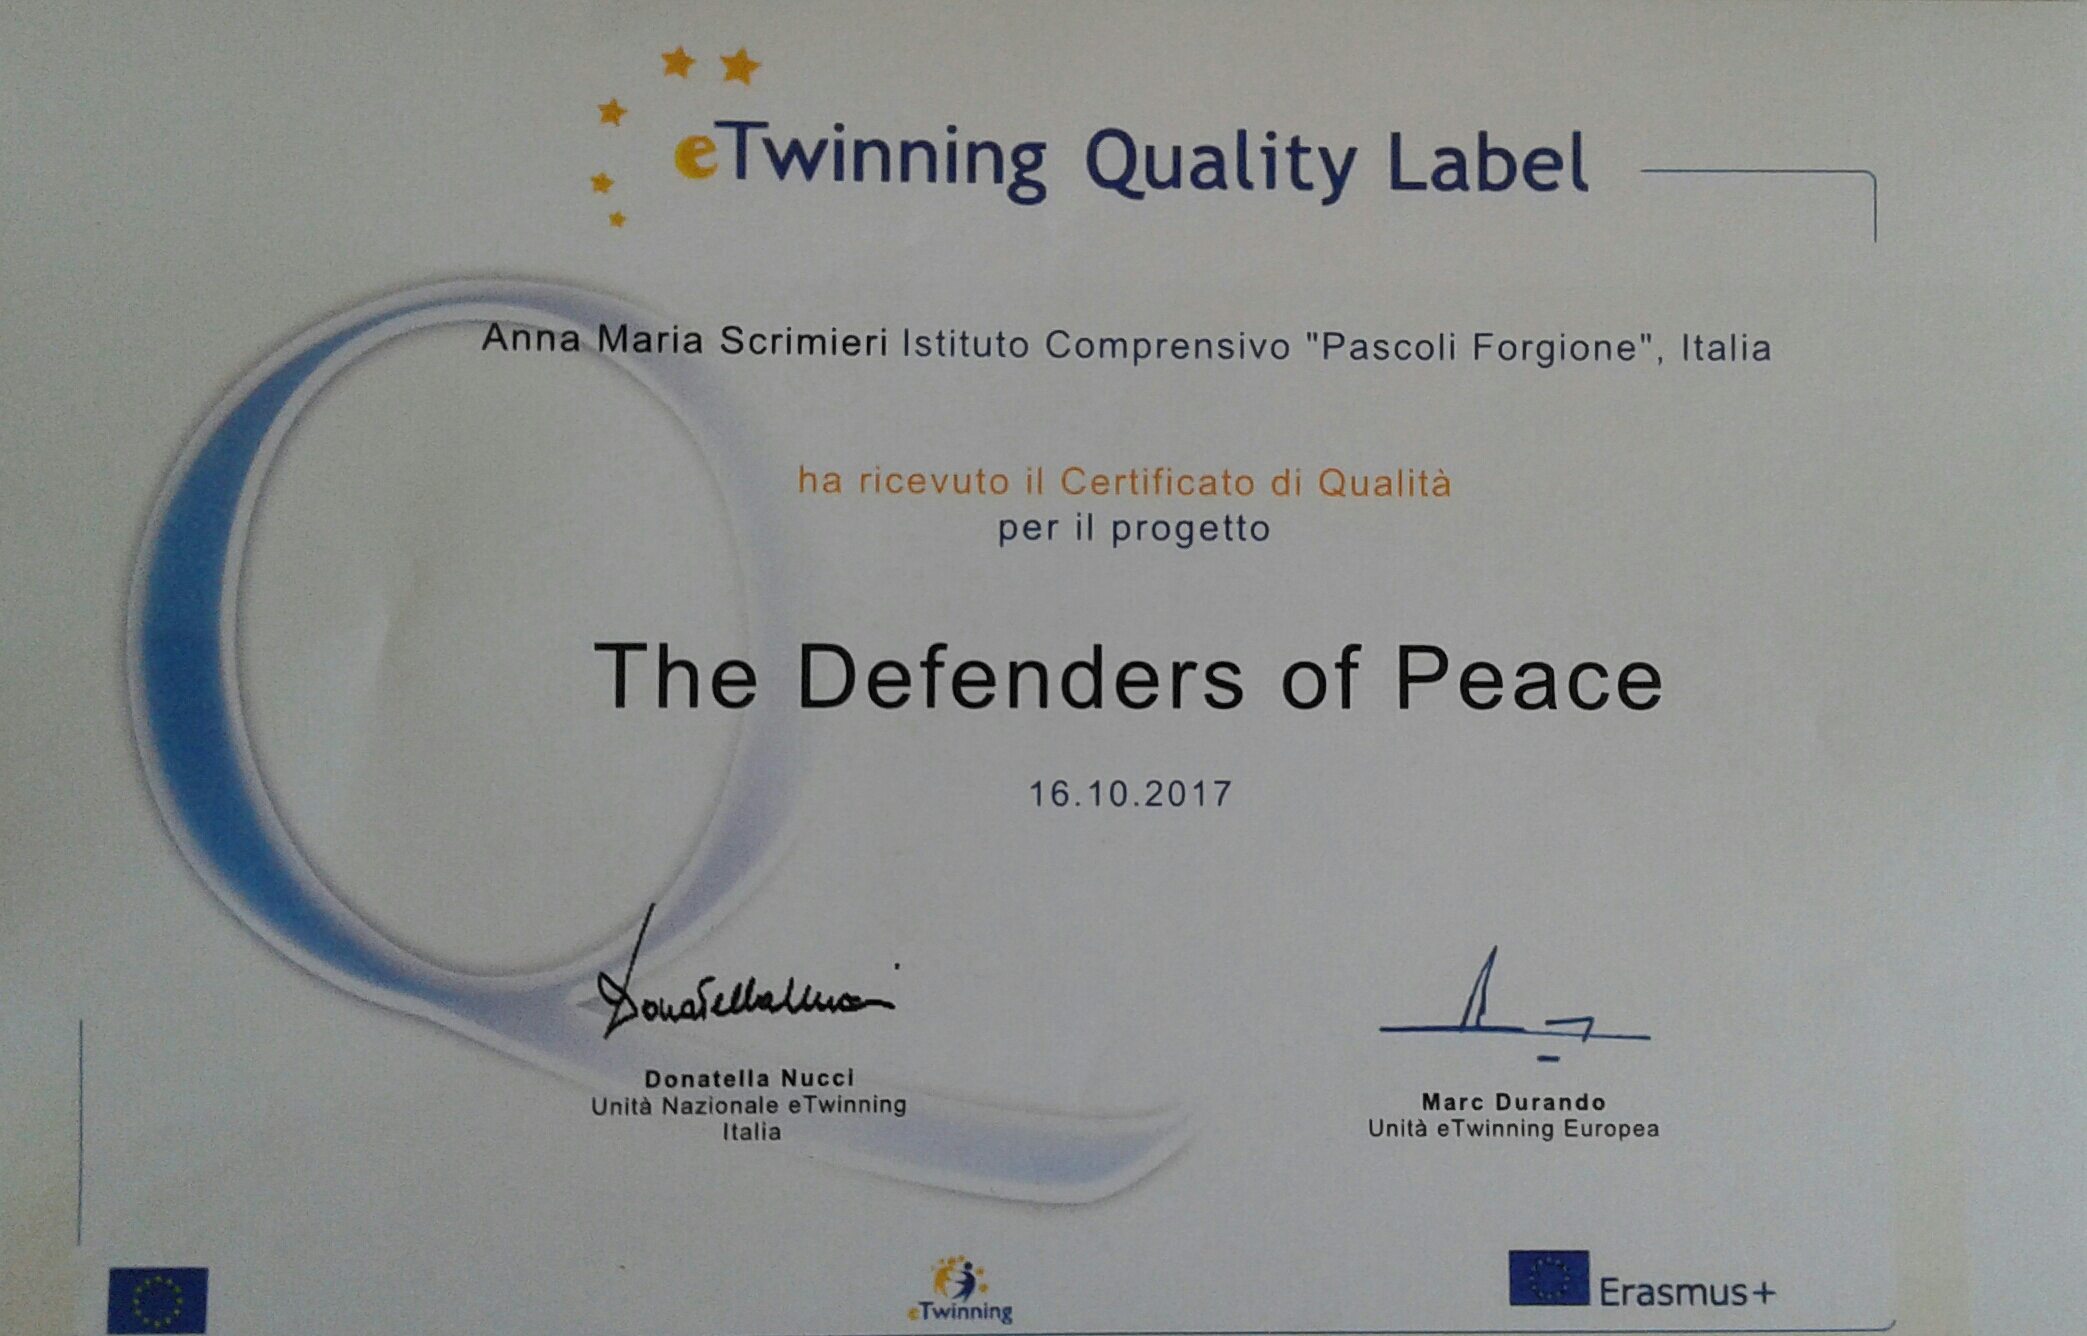 eTwinning Quality Label
Anna Maria Scrimieri Istituto Comprensivo "Pascoli Forgione", Italia
ha ricevuto il Certificato di Qualità
per il progetto
The Defenders of Peace
16.10.2017
Donatella Nucci
Donatella Nucci
Unità Nazionale eTwinning
Italia
Marc Durando
Unità eTwinning Europea
eTwinning
Erasmus+